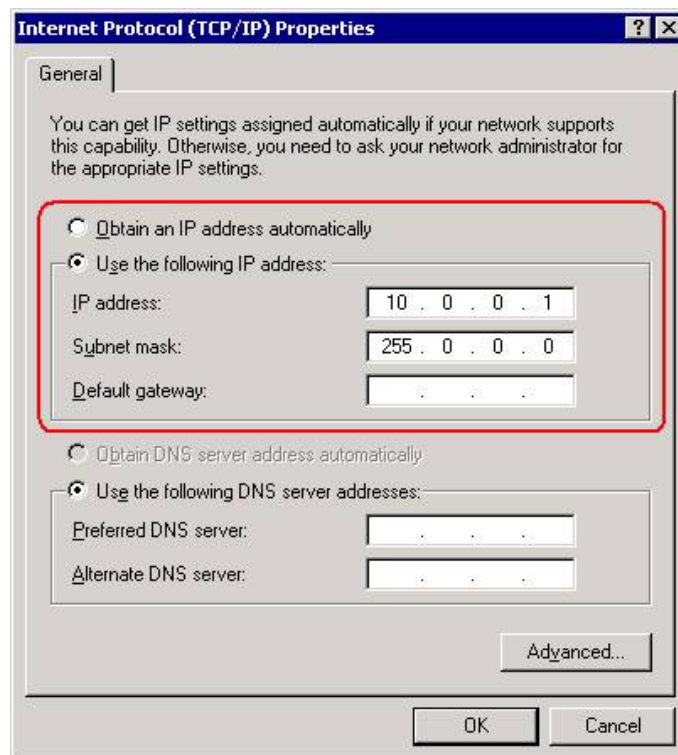 Internet Protocol (TCP/IP) Properties
General
You can get IP settings assigned automatically if your network supports
this capability. Otherwise, you need to ask your network administrator for
the appropriate IP settings.
Obtain an IP address automatically
Use the following IP address:
IP address: 10 . 0 . 0 . 1
Subnet mask: 255 . 0 . 0 . 0
Default gateway: . . .
Obtain DNS server address automatically
Use the following DNS server addresses:
Preferred DNS server: . . .
Alternate DNS server: . . .
Advanced...
OK Cancel